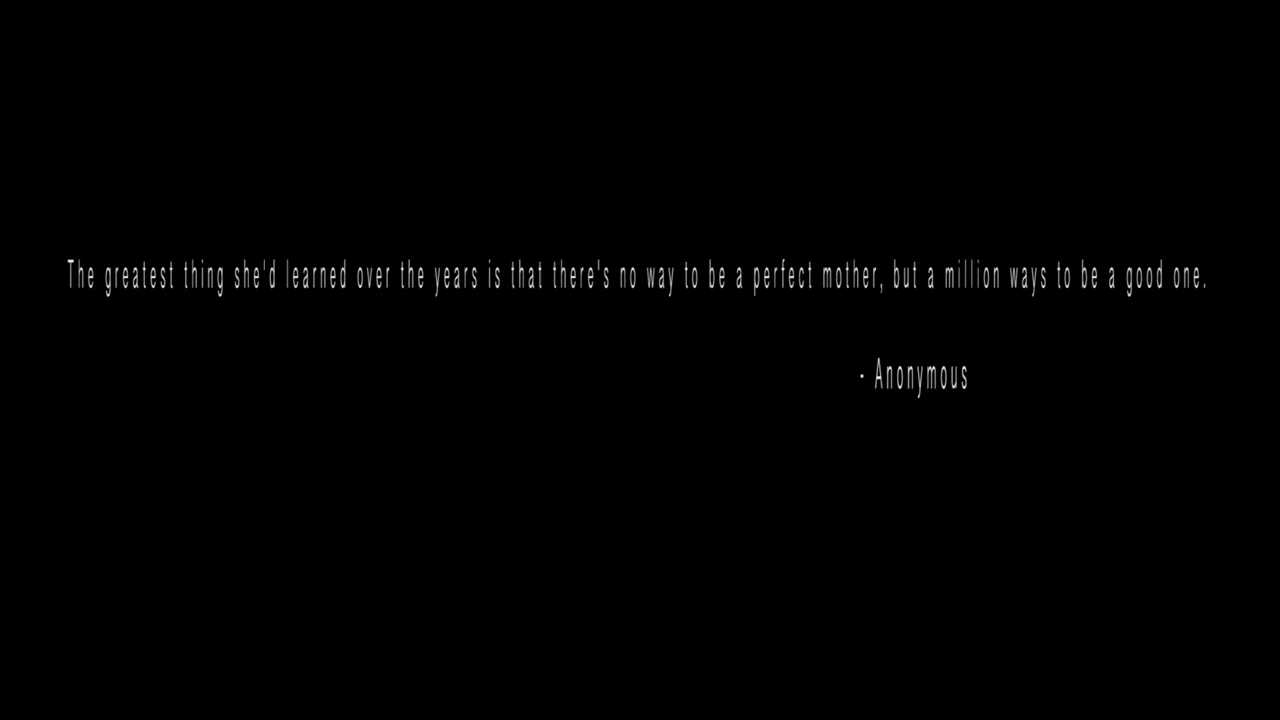 The greatest thing she'd learned over the years is that there's no way to be a perfect mother, but a million ways to be a good one.
- Anonymous